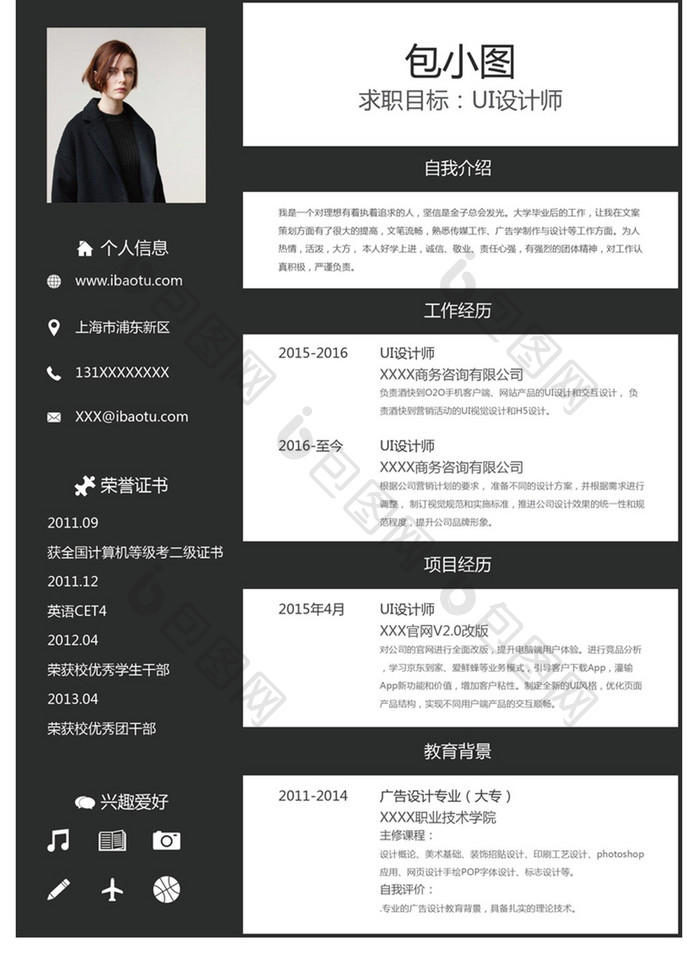 包小图
求职目标：UI设计师
个人信息
www.ibaotu.com
上海市浦东新区
131XXXXXXXX
XXX@ibaotu.com
荣誉证书
2011.09
获全国计算机等级考二级证书
2011.12
英语CET4
2012.04
荣获校优秀学生干部
2013.04
荣获校优秀团干部
兴趣爱好
自我介绍
我是一个对理想有着执着追求的人，坚信是金子总会发光。大学毕业后的工作，让我在文案
策划方面有了很大的提高，文笔流畅，熟悉传媒工作、广告学制作与设计等工作方面。为人
热情，活泼，大方， 本人好学上进，诚信、敬业、责任心强，有强烈的团体精神，对工作认
真积极，严谨负责。
工作经历
2015-2016 UI设计师
XXXX商务咨询有限公司
负责酒快到O2O手机客户端、网站产品的UI设计和交互设计， 负
责酒快到营销活动的UI视觉设计和H5设计。
2016-至今 UI设计师
XXXX商务咨询有限公司
根据公司营销计划的要求， 准备不同的设计方案，并根据需求进行
调整， 制订视觉规范和实施标准，推进公司设计效果的统一性和规
范程度，提升公司品牌形象。
项目经历
2015年4月 UI设计师
XXX官网V2.0改版
对公司的官网进行全面改版，提升电脑端用户体验。进行竞品分析
，学习京东到家、爱鲜蜂等业务模式，引导客户下载App，灌输
App新功能和价值，增加客户粘性。制定全新的UI风格，优化页面
产品结构，实现不同用户端产品的交互顺畅。
教育背景
2011-2014 广告设计专业（大专）
XXXX职业技术学院
主修课程：
设计概论、美术基础、装饰招贴设计、印刷工艺设计、photoshop
应用、网页设计手绘POP字体设计、标志设计等。
自我评价：
.专业的广告设计教育背景，具备扎实的理论技术。
包图网
包图网
包图网
包图网
包图网